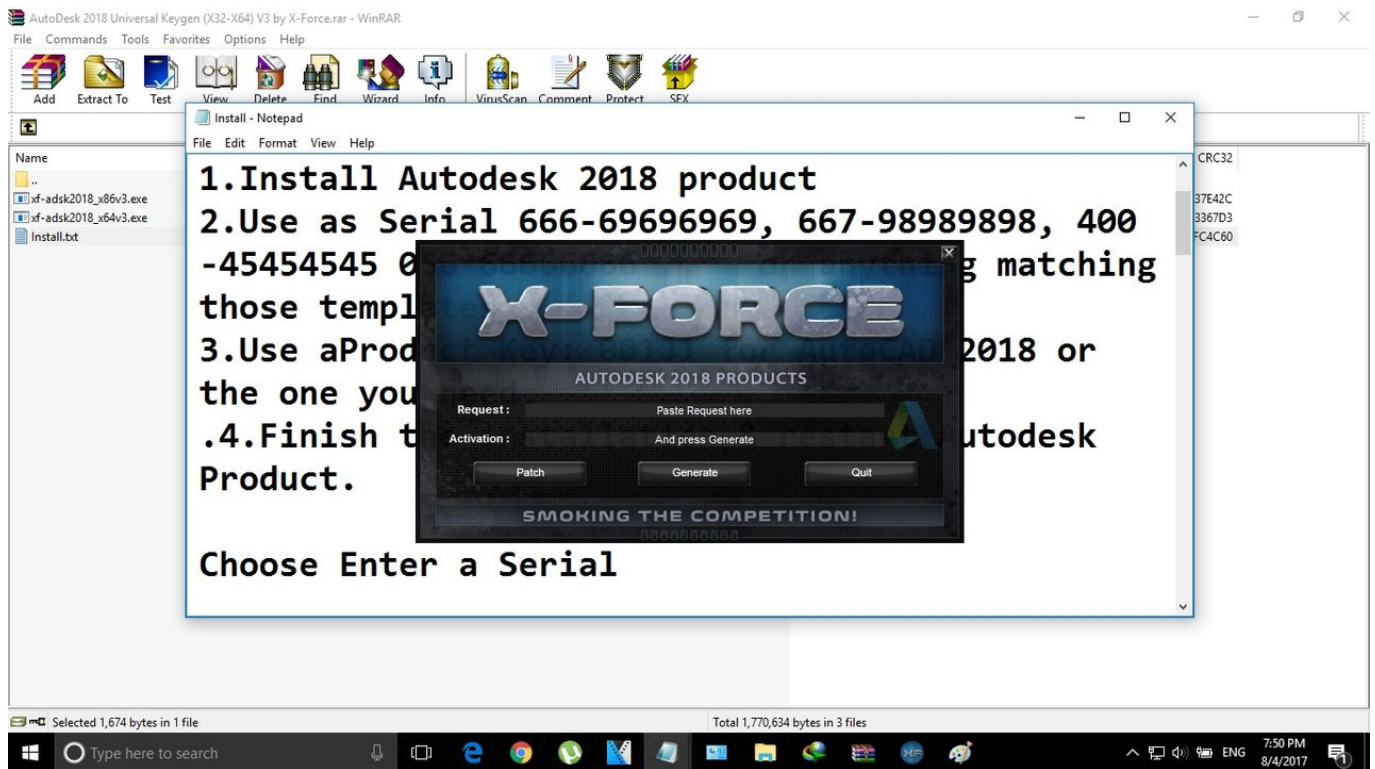 AutoDesk 2018 Universal Keygen (X32-X64) V3 by X-Force.rar - WinRAR
File Commands Tools Favorites Options Help
Add Extract To Test View Delete Find Wizard Info VirusScan Comment Protect SFX
Install - Notepad
File Edit Format View Help
Name
CRC32
..
xf-adsk2018_x86v3.exe
37E42C
xf-adsk2018_x64v3.exe
3367D3
Install.txt
FC4C60
1.Install Autodesk 2018 product
2.Use as Serial 666-69696969, 667-98989898, 400
-45454545
matching
those
3.Use
2018 or
the one you
.4.Finish
Product.
Choose Enter a Serial
X-FORCE
AUTODESK 2018 PRODUCTS
Request : Paste Request here
Activation : And press Generate
Patch Generate Quit
SMOKING THE COMPETITION!
Selected 1,674 bytes in 1 file
Total 1,770,634 bytes in 3 files
Type here to search
ENG
7:50 PM
8/4/2017